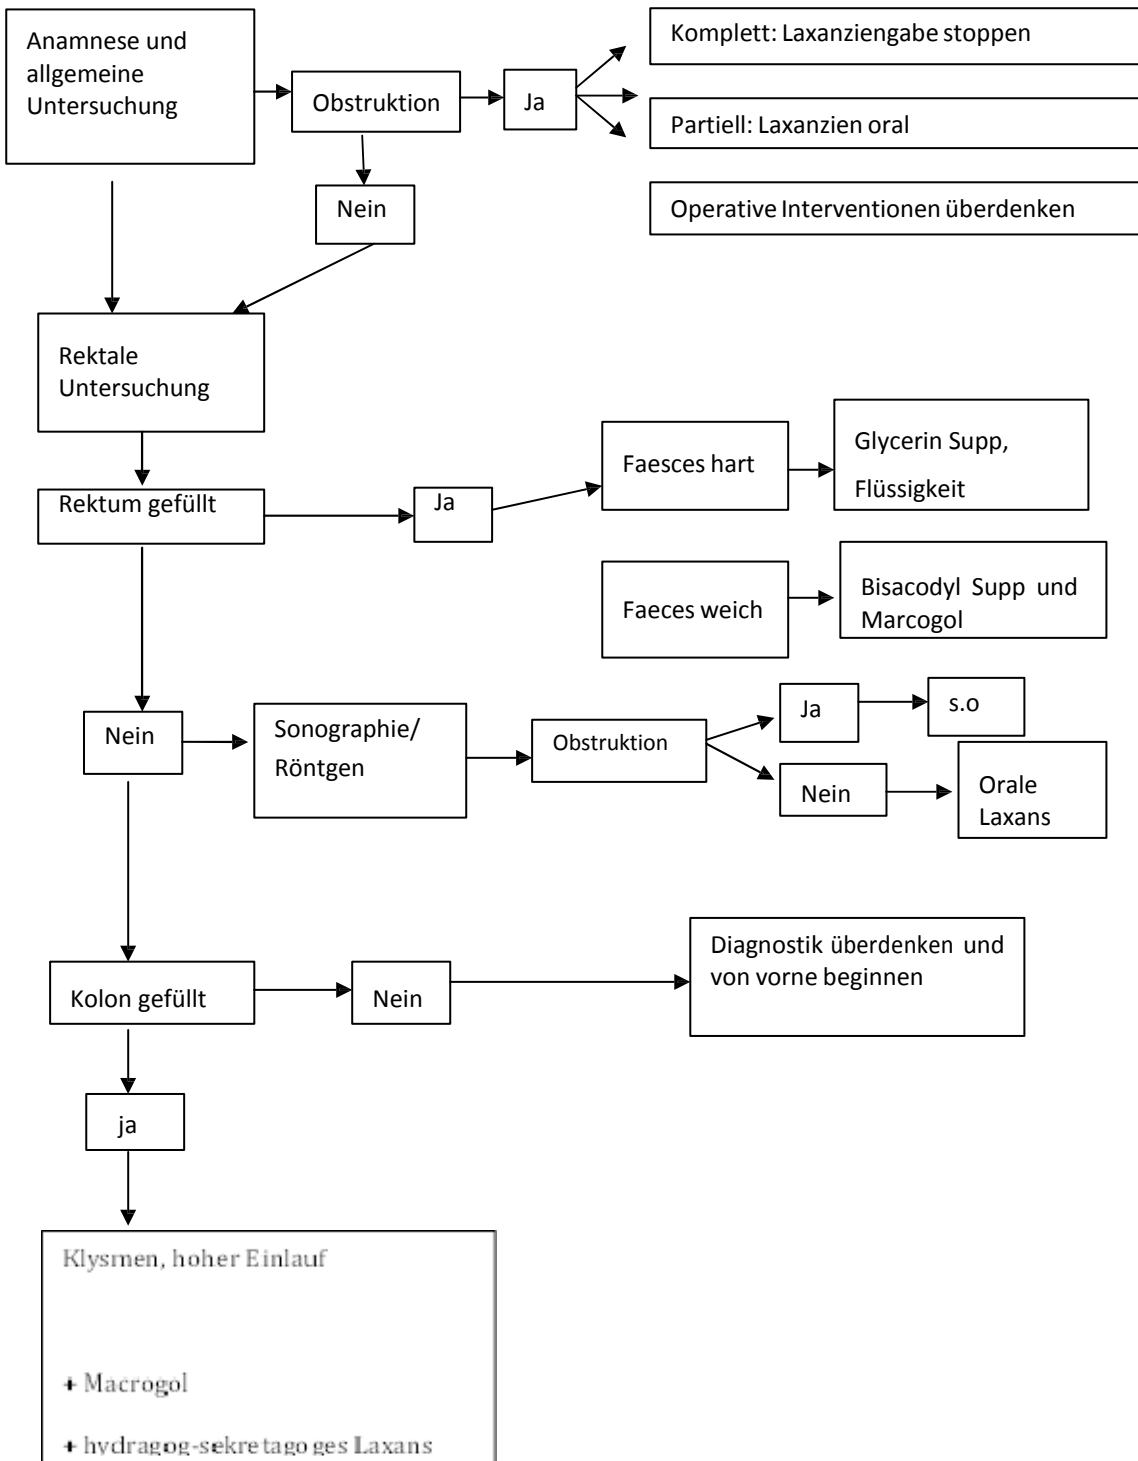 Anamnese und
allgemeine
Untersuchung
Obstruktion
Ja
Komplett: Laxanziengabe stoppen
Partiell: Laxanzien oral
Operative Interventionen überdenken
Nein
Rektale
Untersuchung
Rektum gefüllt
Ja
Faesces hart
Glycerin Supp,
Flüssigkeit
Faeces weich
Bisacodyl Supp und
Marcogol
Nein
Sonographie/
Röntgen
Obstruktion
Ja
s.o
Nein
Orale
Laxans
Kolon gefüllt
Nein
Diagnostik überdenken und
von vorne beginnen
ja
Klysmen, hoher Einlauf
+ Macrogol
+ hydragog-sekretagoges Laxans